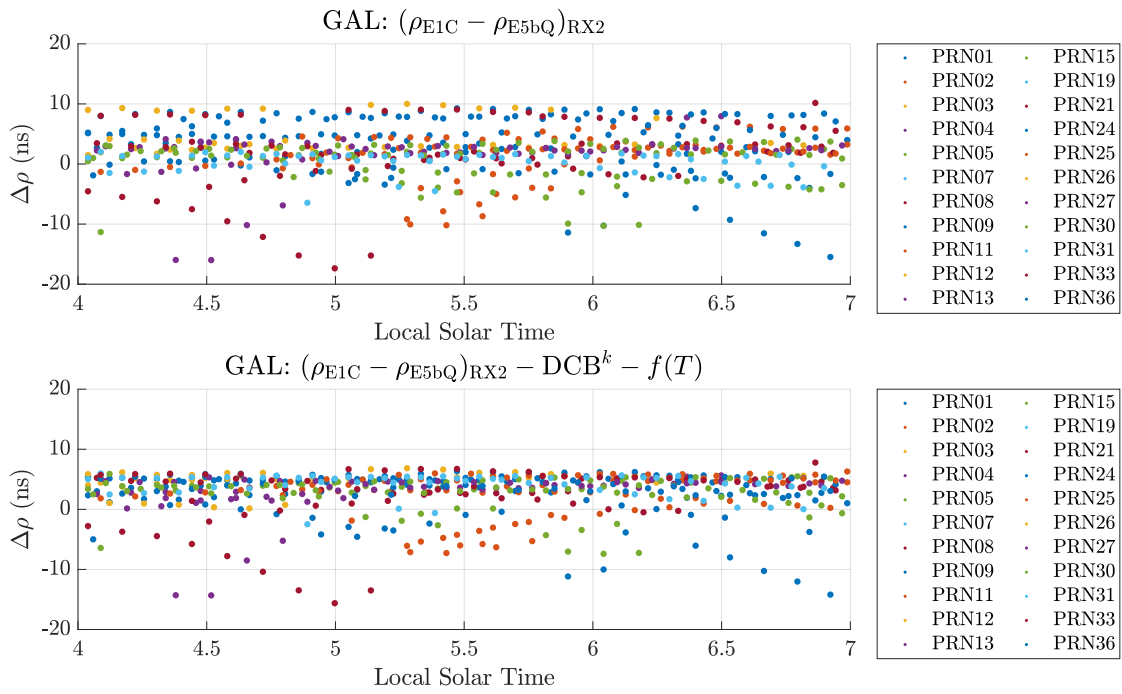 GAL: (ρE1C − ρE5bQ)RX2
20
10
0
-10
-20
Δρ (ns)
4 4.5 5 5.5 6 6.5 7
Local Solar Time
PRN01 PRN15
PRN02 PRN19
PRN03 PRN21
PRN04 PRN24
PRN05 PRN25
PRN07 PRN26
PRN08 PRN27
PRN09 PRN30
PRN11 PRN31
PRN12 PRN33
PRN13 PRN36
GAL: (ρE1C − ρE5bQ)RX2 − DCBk − f(T)
20
10
0
-10
-20
Δρ (ns)
4 4.5 5 5.5 6 6.5 7
Local Solar Time
PRN01 PRN15
PRN02 PRN19
PRN03 PRN21
PRN04 PRN24
PRN05 PRN25
PRN07 PRN26
PRN08 PRN27
PRN09 PRN30
PRN11 PRN31
PRN12 PRN33
PRN13 PRN36